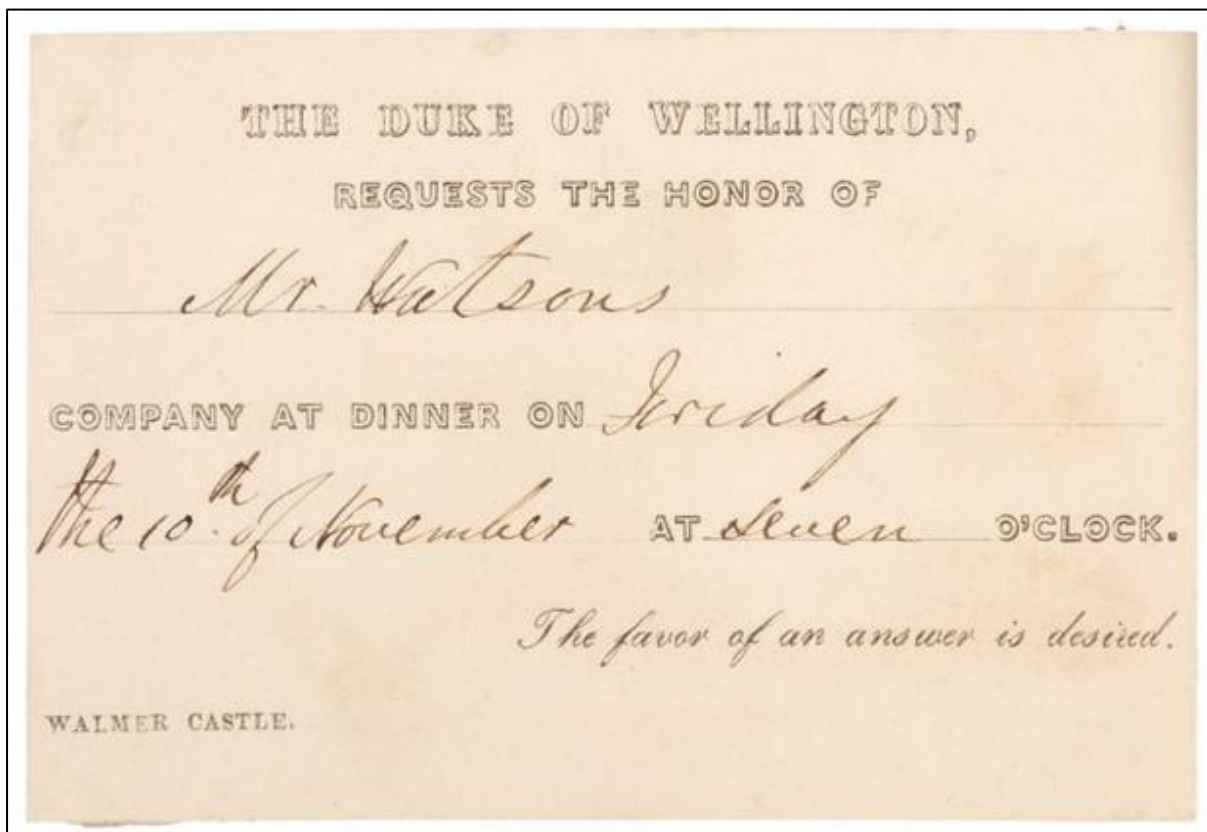 THE DUKE OF WELLINGTON,
REQUESTS THE HONOR OF
Mr. Watsons
COMPANY AT DINNER ON Friday
the 10th of November AT Seven O'CLOCK.
The favor of an answer is desired.
WALMER CASTLE.